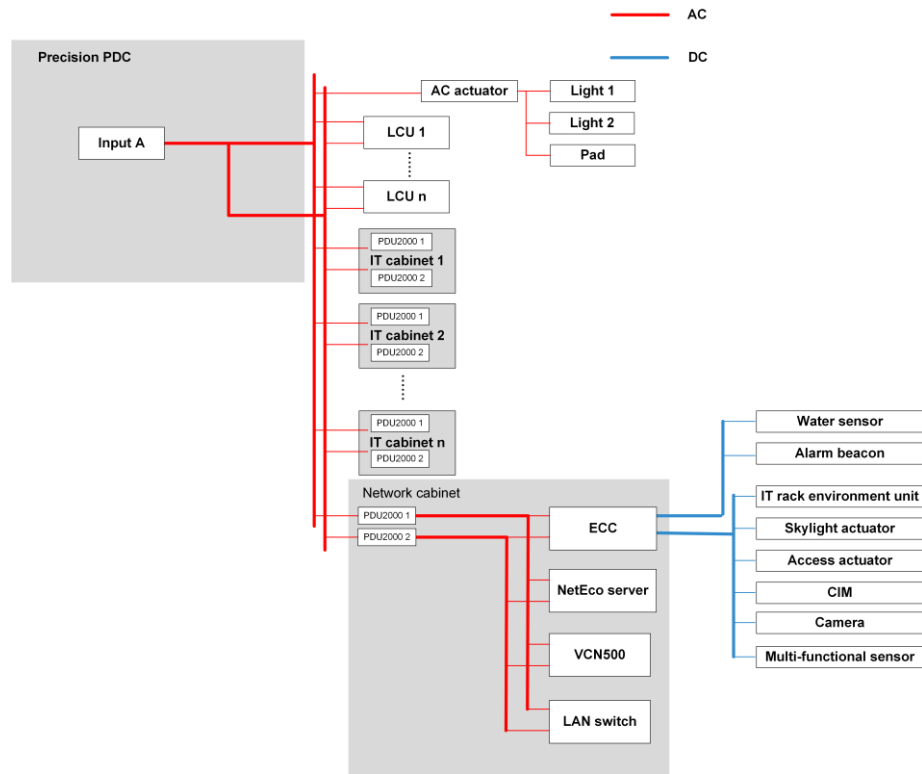 AC
DC
Precision PDC
Input A
AC actuator
Light 1
Light 2
Pad
LCU 1
LCU n
PDU2000 1
IT cabinet 1
PDU2000 2
PDU2000 1
IT cabinet 2
PDU2000 2
PDU2000 1
IT cabinet n
PDU2000 2
Network cabinet
PDU2000 1
PDU2000 2
ECC
NetEco server
VCN500
LAN switch
Water sensor
Alarm beacon
IT rack environment unit
Skylight actuator
Access actuator
CIM
Camera
Multi-functional sensor